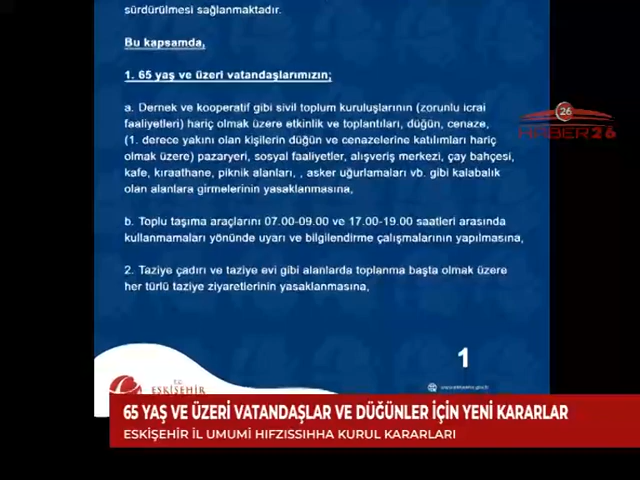 sürdürülmesi sağlanmaktadır.
Bu kapsamda,
1. 65 yaş ve üzeri vatandaşlarımızın;
a. Dernek ve kooperatif gibi sivil toplum kuruluşlarının (zorunlu icrai
faaliyetleri) hariç olmak üzere etkinlik ve toplantıları, düğün, cenaze,
(1. derece yakını olan kişilerin düğün ve cenazelerine katılımları hariç
olmak üzere) pazaryeri, sosyal faaliyetler, alışveriş merkezi, çay bahçesi,
kafe, kıraathane, piknik alanları, , asker uğurlamaları vb. gibi kalabalık
olan alanlara girmelerinin yasaklanmasına,
b. Toplu taşıma araçlarını 07.00-09.00 ve 17.00-19.00 saatleri arasında
kullanmamaları yönünde uyarı ve bilgilendirme çalışmalarının yapılmasına,
2. Taziye çadırı ve taziye evi gibi alanlarda toplanma başta olmak üzere
her türlü taziye ziyaretlerinin yasaklanmasına,
26
HABER26
1
T.C.
ESKİŞEHİR
65 YAŞ VE ÜZERİ VATANDAŞLAR VE DÜĞÜNLER İÇİN YENİ KARARLAR
ESKİŞEHİR İL UMUMİ HIFZISSIHHA KURUL KARARLARI